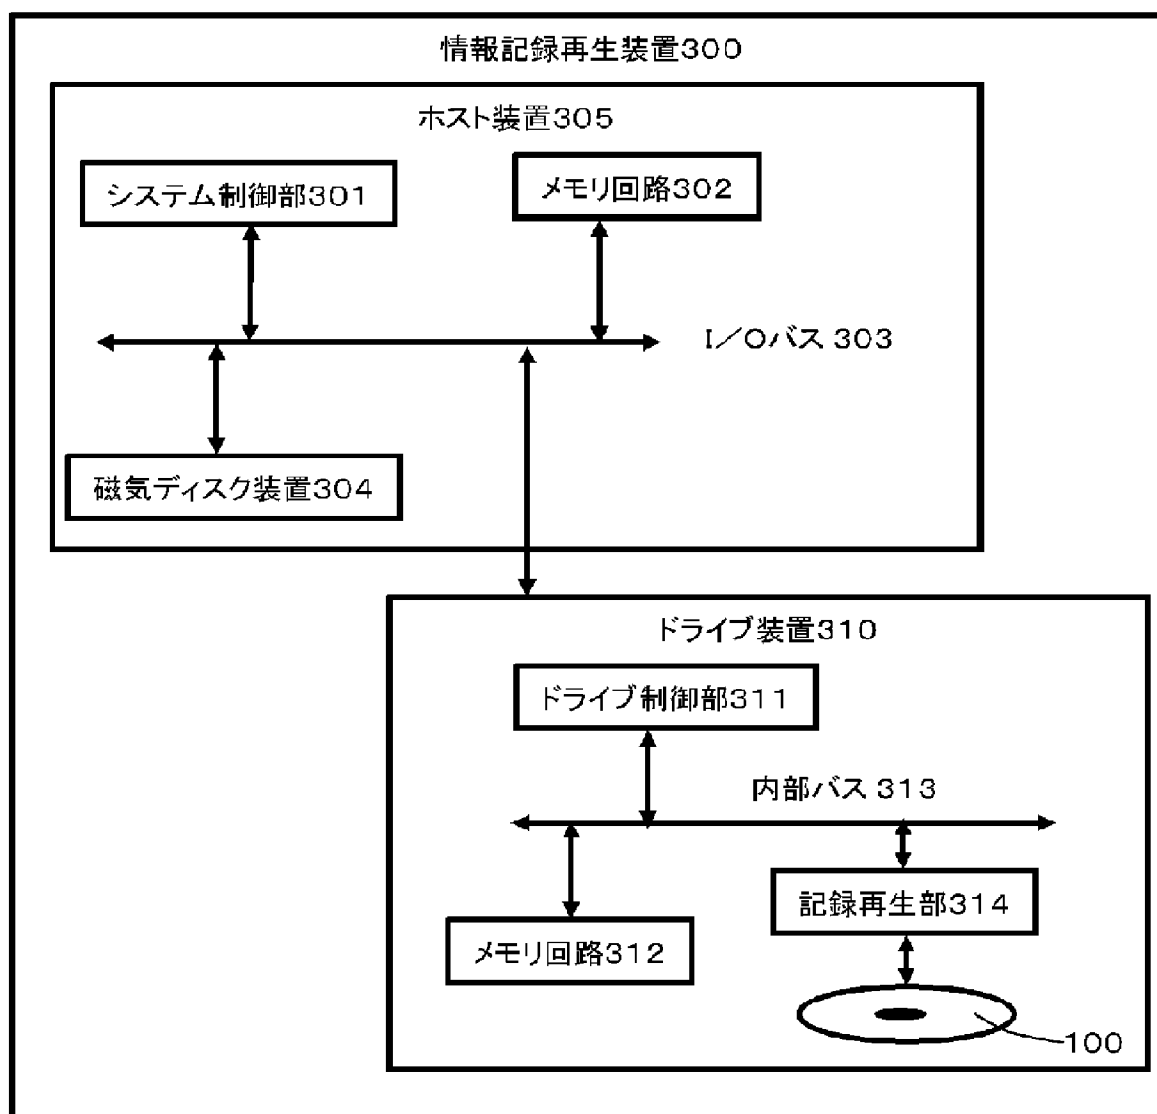 情報記録再生装置300
ホスト装置305
システム制御部301
メモリ回路302
I/Oバス 303
磁気ディスク装置304
ドライブ装置310
ドライブ制御部311
内部バス 313
記録再生部314
メモリ回路312
100